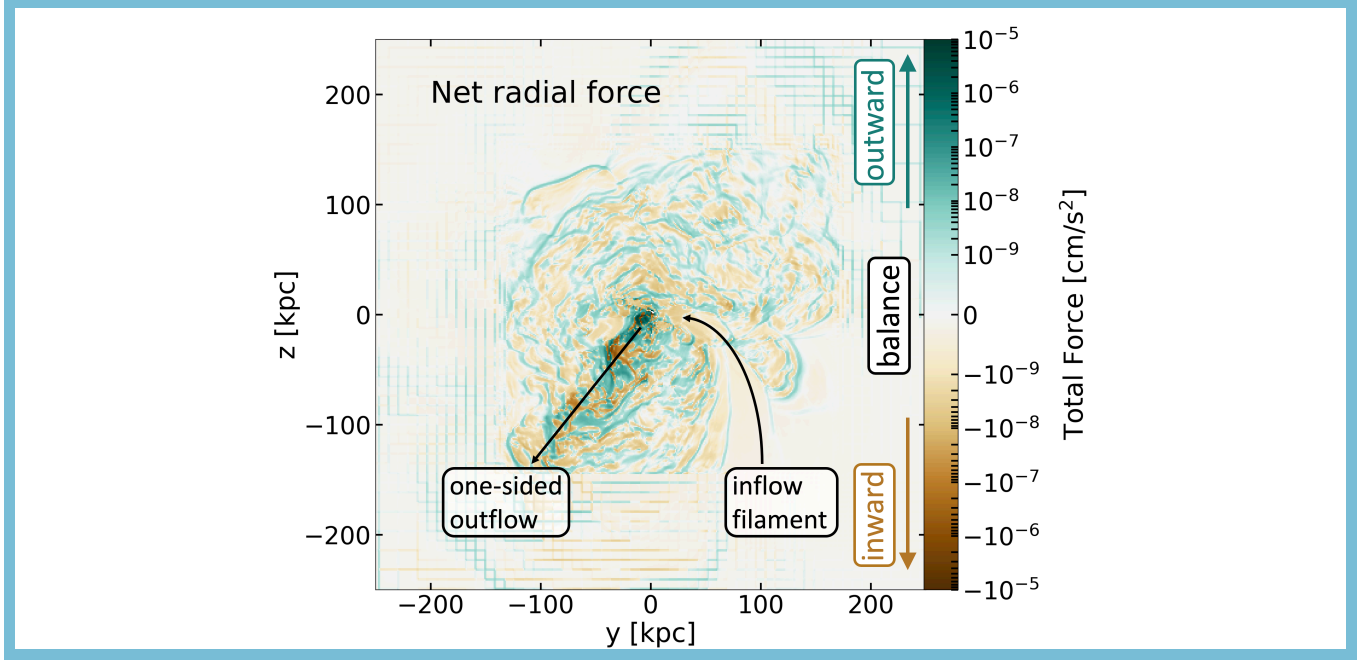 Net radial force
z [kpc]
200
100
0
−100
−200
−200
−100
0
100
200
y [kpc]
one-sided
outflow
inflow
filament
outward
balance
inward
10⁻⁵
10⁻⁶
10⁻⁷
10⁻⁸
10⁻⁹
0
−10⁻⁹
−10⁻⁸
−10⁻⁷
−10⁻⁶
−10⁻⁵
Total Force [cm/s²]